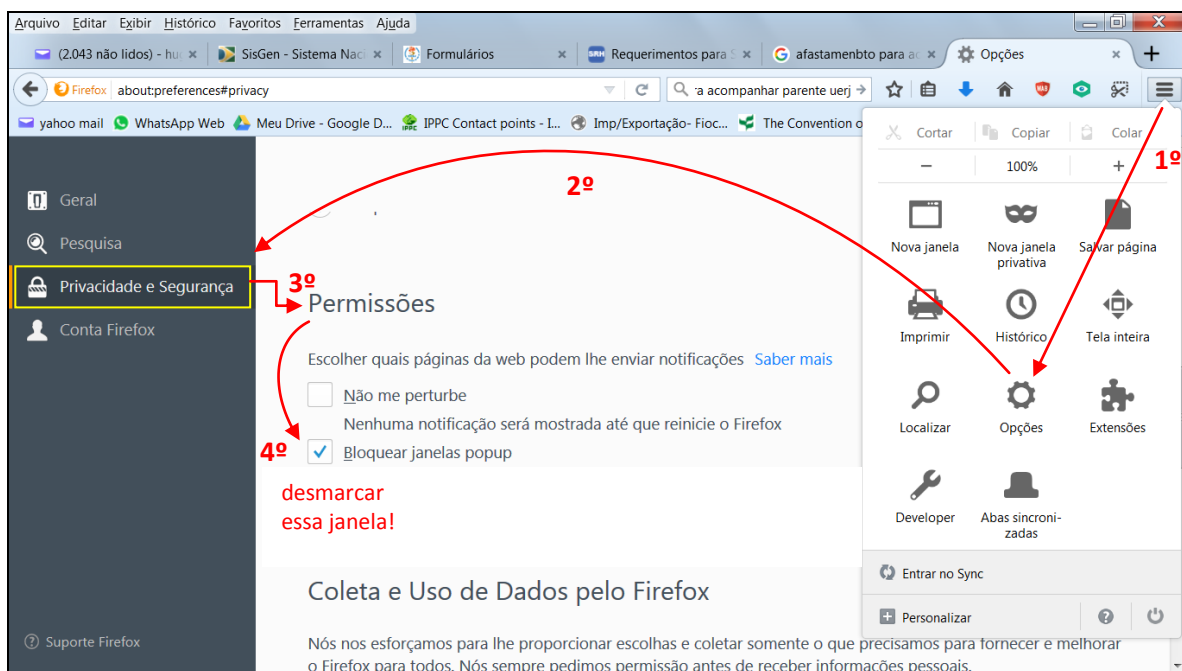 Arquivo Editar Exibir Histórico Favoritos Ferramentas Ajuda
(2.043 não lidos) - hu
SisGen - Sistema Naci
Formulários
SRH Requerimentos para S
G afastamenbto para ac
Opções
Firefox about:preferences#privacy
a acompanhar parente uerj
yahoo mail WhatsApp Web Meu Drive - Google D... IPPC Contact points - I... Imp/Exportação- Fioc... The Convention o
Cortar Copiar Colar
− 100% +
1º
2º
Nova janela
Nova janela
privativa
Salvar página
Imprimir Histórico Tela inteira
Localizar Opções Extensões
Developer
Abas sincroni-
zadas
Entrar no Sync
Personalizar
Geral
Pesquisa
Privacidade e Segurança
Conta Firefox
Suporte Firefox
3º
Permissões
Escolher quais páginas da web podem lhe enviar notificações Saber mais
Não me perturbe
Nenhuma notificação será mostrada até que reinicie o Firefox
4º
Bloquear janelas popup
desmarcar
essa janela!
Coleta e Uso de Dados pelo Firefox
Nós nos esforçamos para lhe proporcionar escolhas e coletar somente o que precisamos para fornecer e melhorar
o Firefox para todos. Nós sempre pedimos permissão antes de receber informações pessoais.